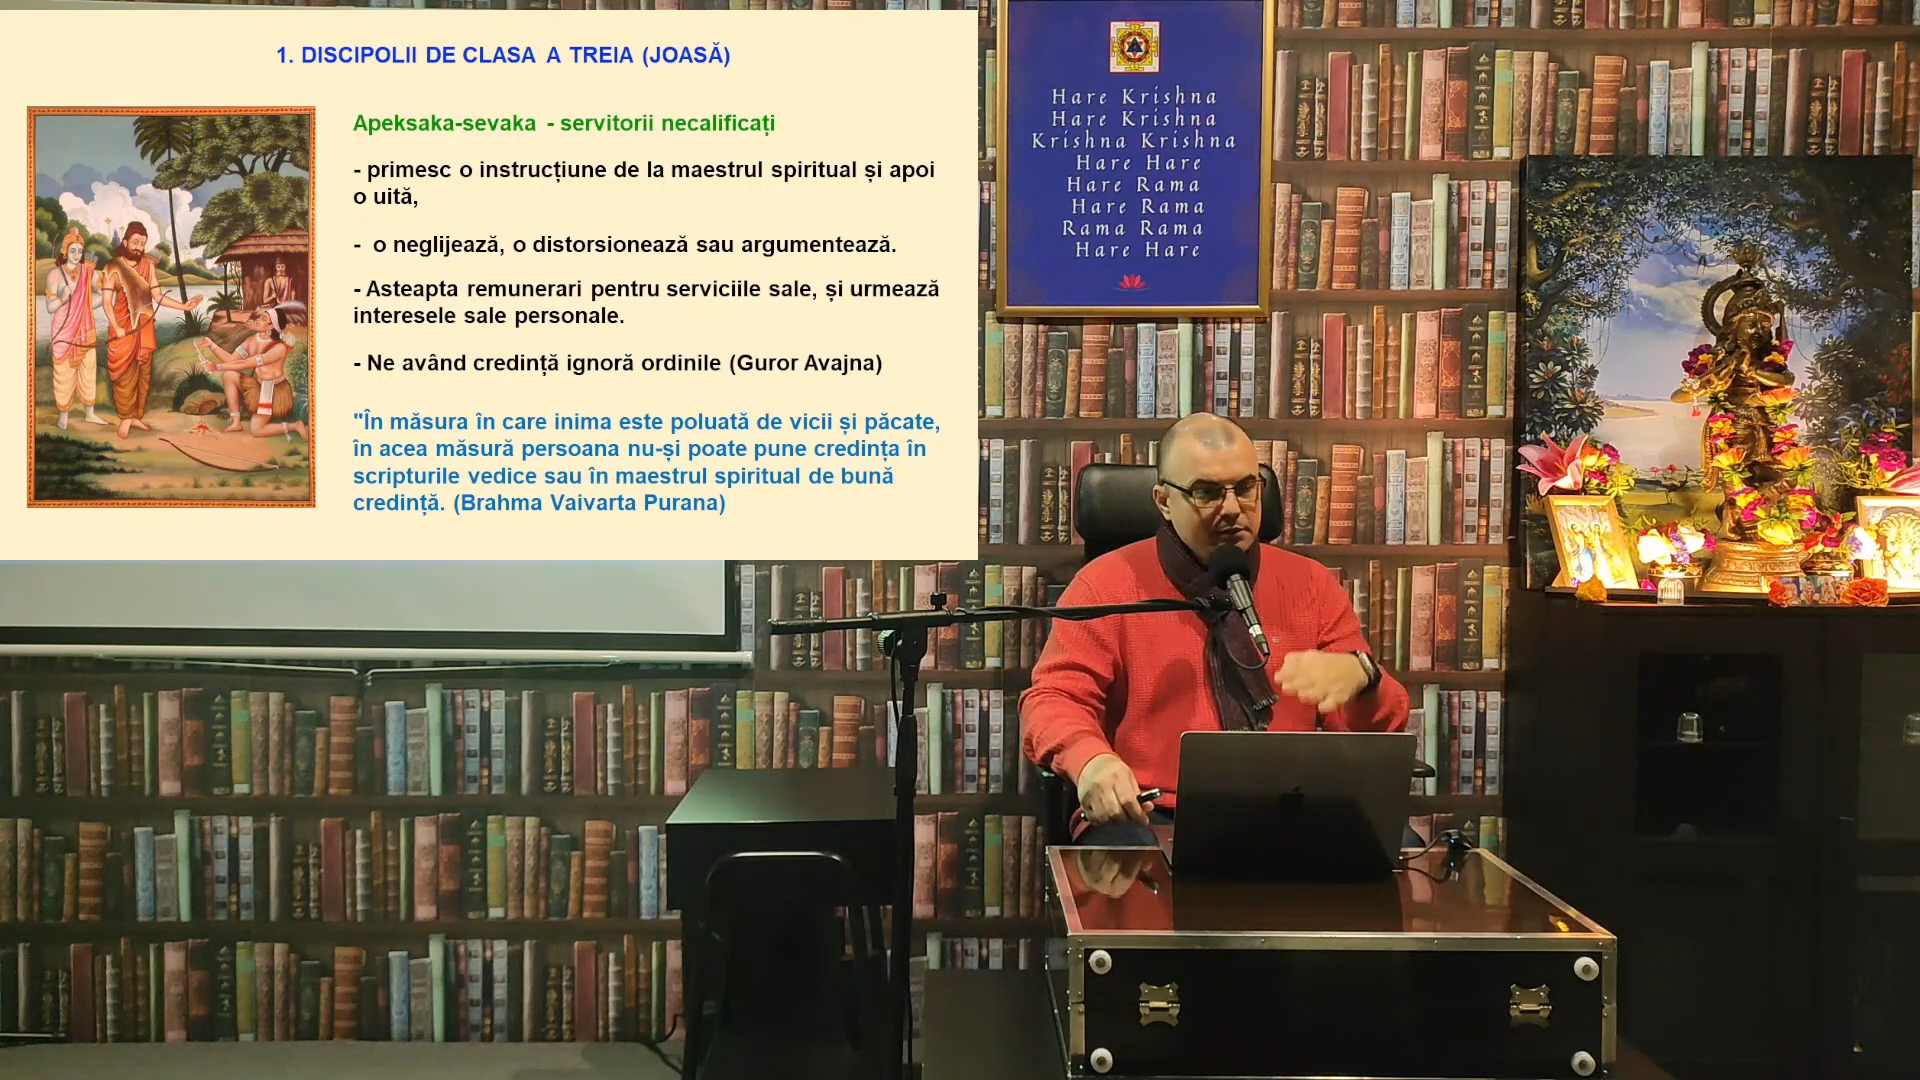 1. DISCIPOLII DE CLASA A TREIA (JOASĂ)
Apeksaka-sevaka - servitorii necalificați
- primesc o instrucțiune de la maestrul spiritual și apoi
o uită,
- o neglijează, o distorsionează sau argumentează.
- Asteapta remunerari pentru serviciile sale, și urmează
interesele sale personale.
- Ne având credință ignoră ordinile (Guror Avajna)
"În măsura în care inima este poluată de vicii și păcate,
în acea măsură persoana nu-și poate pune credința în
scripturile vedice sau în maestrul spiritual de bună
credință. (Brahma Vaivarta Purana)
Hare Krishna
Hare Krishna
Krishna Krishna
Hare Hare
Hare Rama
Hare Rama
Rama Rama
Hare Hare